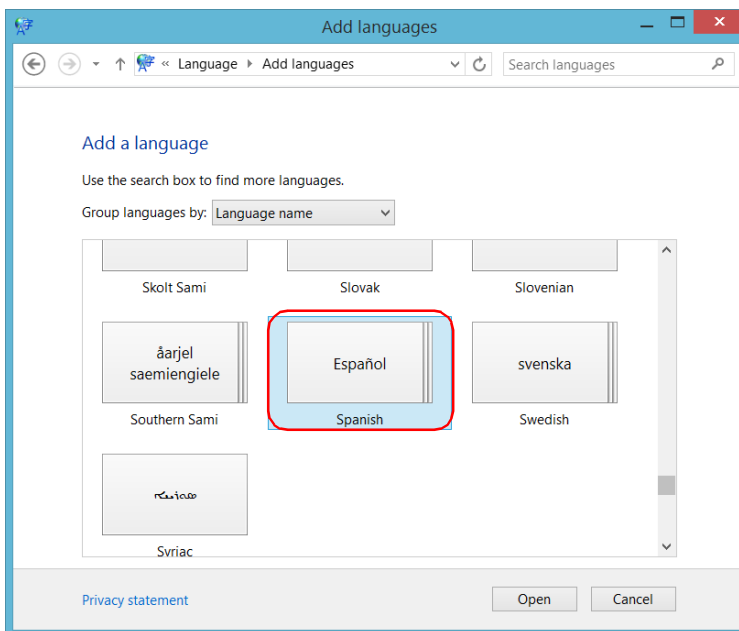 Add languages
« Language Add languages
Search languages
Add a language
Use the search box to find more languages.
Group languages by: Language name
Skolt Sami Slovak Slovenian
åarjel
saemiengiele
Español
svenska
Southern Sami Spanish Swedish
Syriac
Privacy statement
Open Cancel